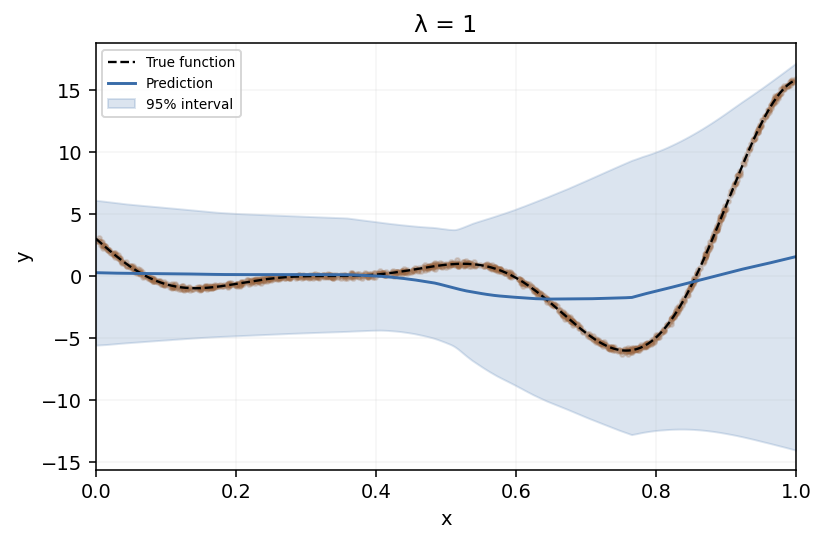 λ = 1
True function
Prediction
95% interval
y
15
10
5
0
−5
−10
−15
0.0 0.2 0.4 0.6 0.8 1.0
x